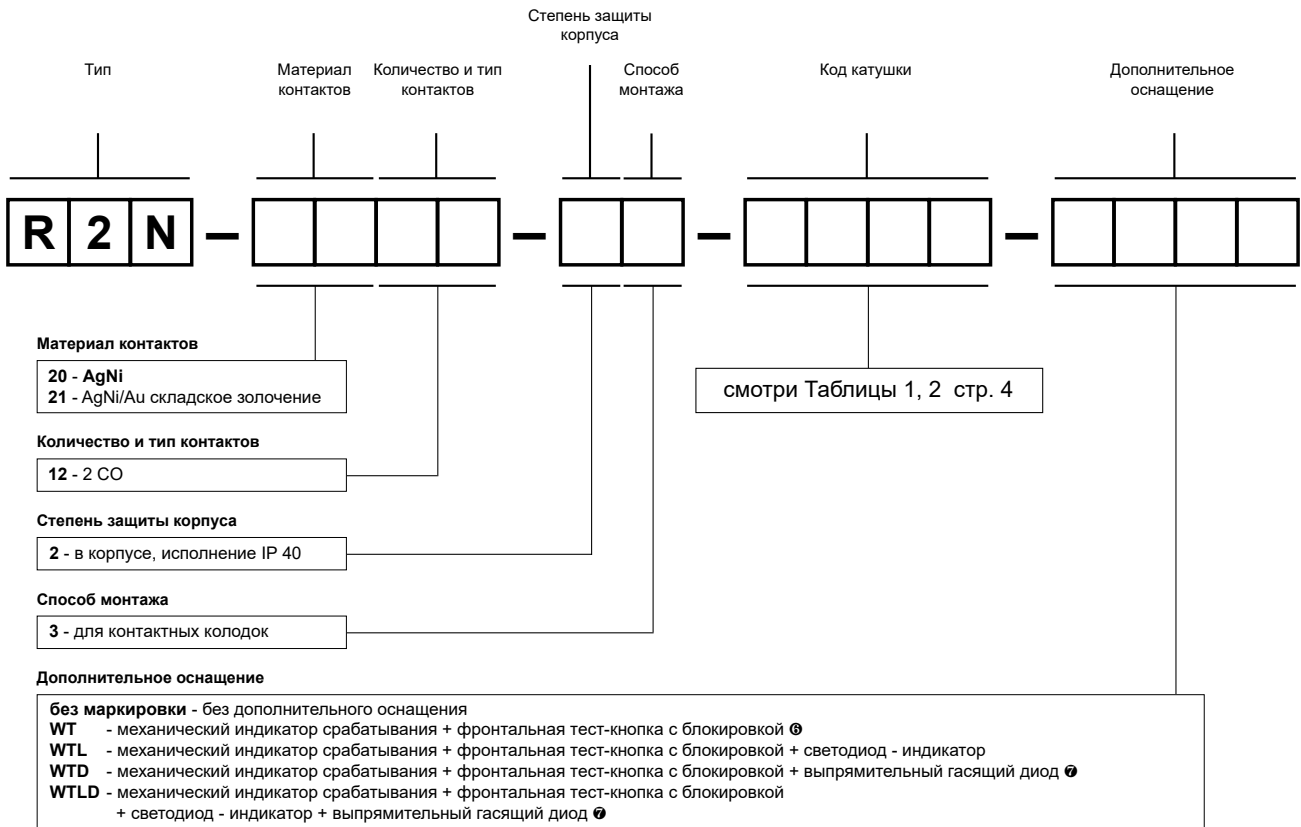 Степень защиты
корпуса
Тип
Материал
контактов
Количество и тип
контактов
Способ
монтажа
Код катушки
Дополнительное
оснащение
R 2 N – – – –
Материал контактов
20 - AgNi
21 - AgNi/Au складское золочение
смотри Таблицы 1, 2 стр. 4
Количество и тип контактов
12 - 2 CO
Степень защиты корпуса
2 - в корпусе, исполнение IP 40
Способ монтажа
3 - для контактных колодок
Дополнительное оснащение
без маркировки - без дополнительного оснащения
WT - механический индикатор срабатывания + фронтальная тест-кнопка с блокировкой ❻
WTL - механический индикатор срабатывания + фронтальная тест-кнопка с блокировкой + светодиод - индикатор
WTD - механический индикатор срабатывания + фронтальная тест-кнопка с блокировкой + выпрямительный гасящий диод ❼
WTLD - механический индикатор срабатывания + фронтальная тест-кнопка с блокировкой
+ светодиод - индикатор + выпрямительный гасящий диод ❼